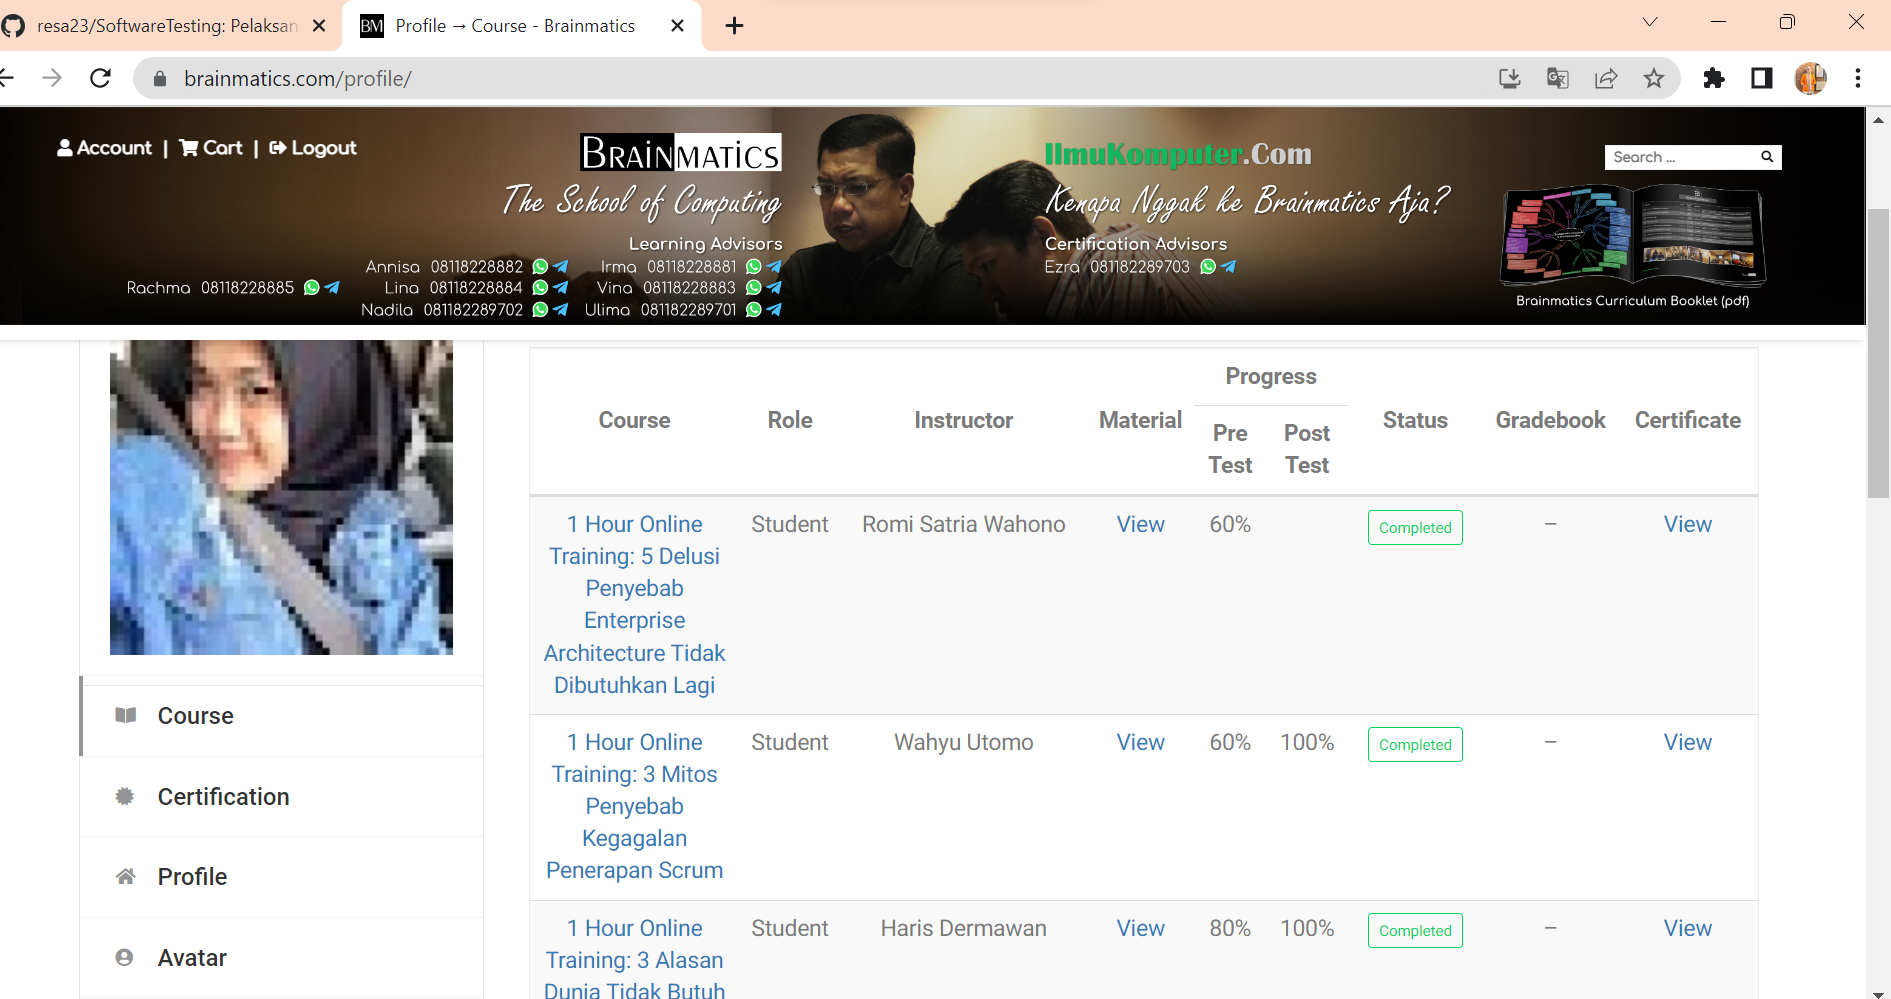 resa23/SoftwareTesting: Pelaksan
BM Profile → Course - Brainmatics
brainmatics.com/profile/
Account | Cart | Logout
BRAINMATICS
The School of Computing
Learning Advisors
Annisa 08118228882 Irma 08118228881
Rachma 08118228885 Lina 08118228884 Vina 08118228883
Nadila 081182289702 Ulima 081182289701
IlmuKomputer.Com
Kenapa Nggak ke Brainmatics Aja?
Certification Advisors
Ezra 081182289703
Search ...
Brainmatics Curriculum Booklet (pdf)
Course
Certification
Profile
Avatar
Progress
Course Role Instructor Material Pre Test Post Test Status Gradebook Certificate
1 Hour Online Student Romi Satria Wahono View 60% Completed – View
Training: 5 Delusi
Penyebab
Enterprise
Architecture Tidak
Dibutuhkan Lagi
1 Hour Online Student Wahyu Utomo View 60% 100% Completed – View
Training: 3 Mitos
Penyebab
Kegagalan
Penerapan Scrum
1 Hour Online Student Haris Dermawan View 80% 100% Completed – View
Training: 3 Alasan
Dunia Tidak Butuh